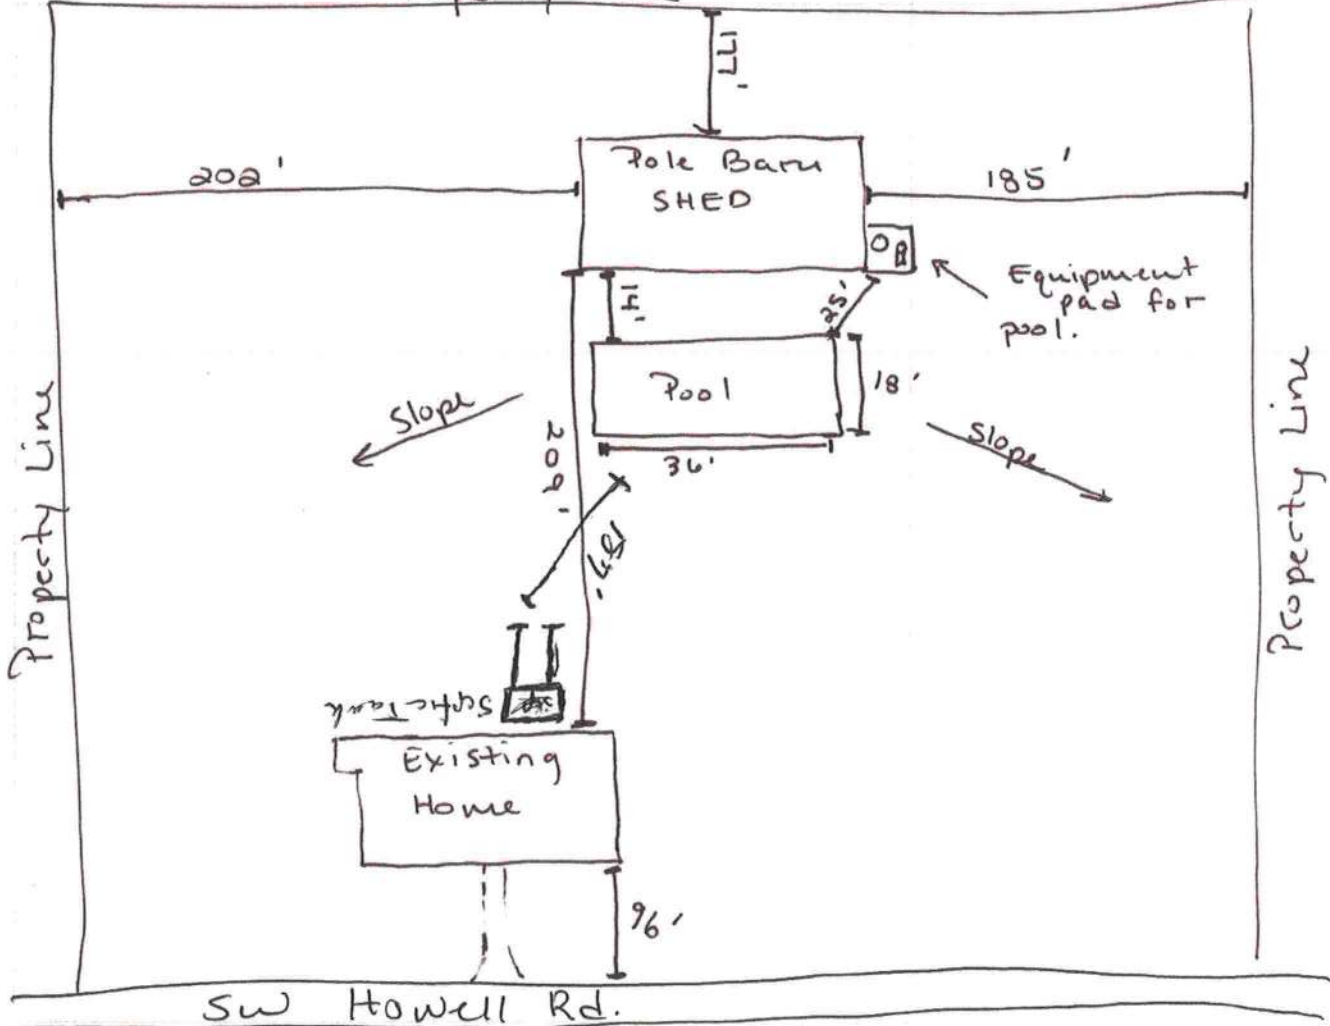 177'
Pole Barn
SHED
202'
185'
14'
25'
Equipment
pad for
pool.
Pool
18'
36'
Slope
Slope
Property Line
Property Line
209'
Septic Tank
Existing
Home
96'
SW Howell Rd.